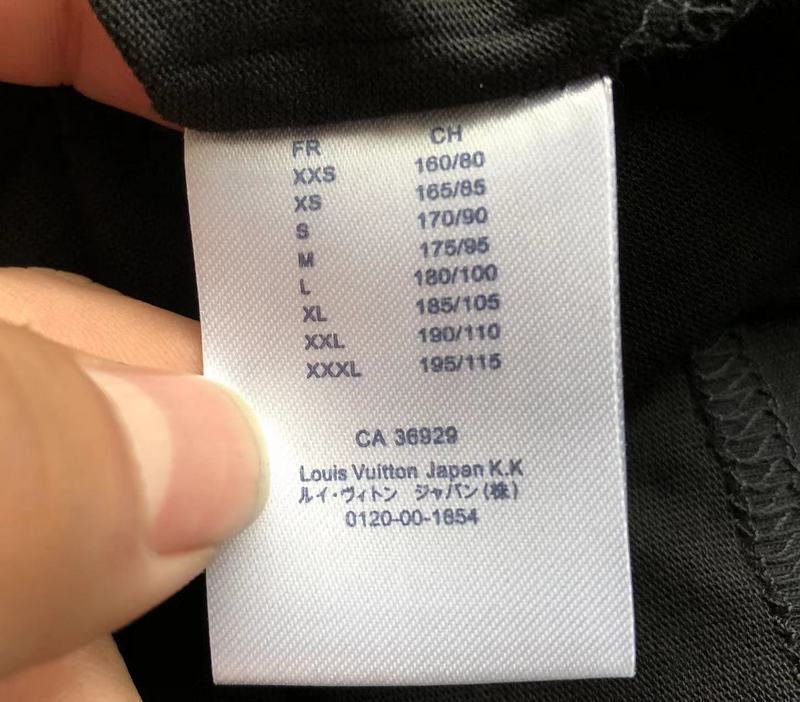 FR CH
XXS 160/80
XS 165/85
S 170/90
M 175/95
L 180/100
XL 185/105
XXL 190/110
XXXL 195/115
CA 36929
Louis Vuitton Japan K.K
ルイ・ヴィトン ジャパン(株)
0120-00-1854